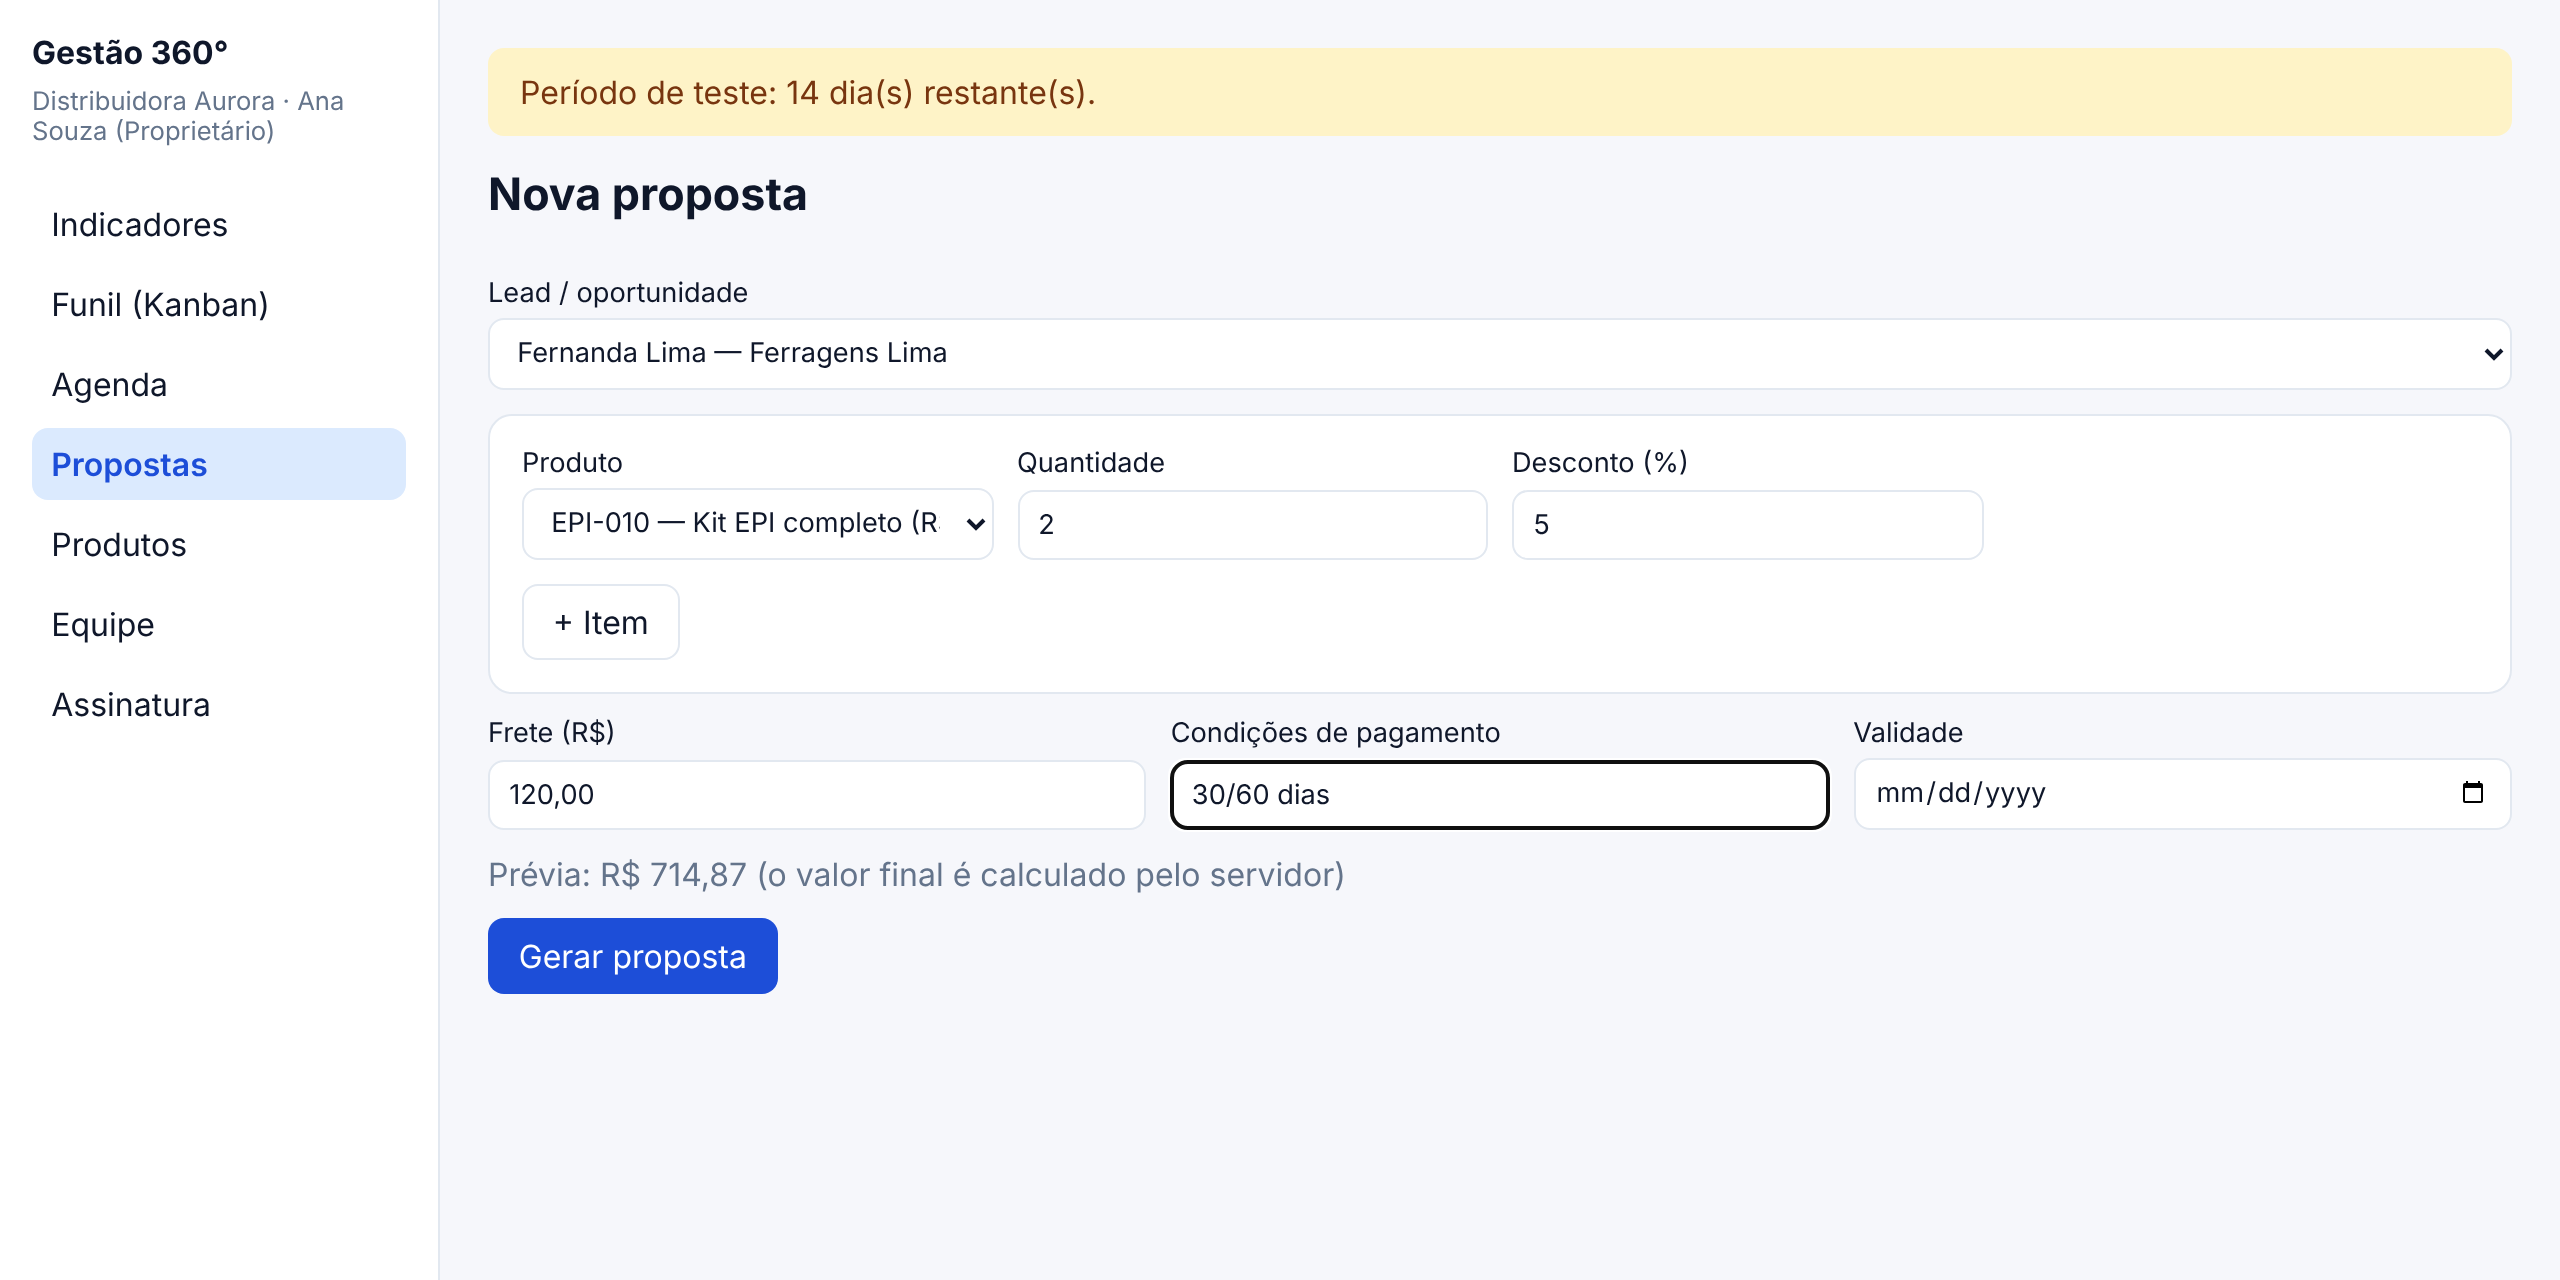 Gestão 360°
Distribuidora Aurora · Ana
Souza (Proprietário)
Indicadores
Funil (Kanban)
Agenda
Propostas
Produtos
Equipe
Assinatura
Período de teste: 14 dia(s) restante(s).
Nova proposta
Lead / oportunidade
Fernanda Lima — Ferragens Lima
Produto Quantidade Desconto (%)
EPI-010 — Kit EPI completo (R 2 5
+ Item
Frete (R$) Condições de pagamento Validade
120,00 30/60 dias mm/dd/yyyy
Prévia: R$ 714,87 (o valor final é calculado pelo servidor)
Gerar proposta